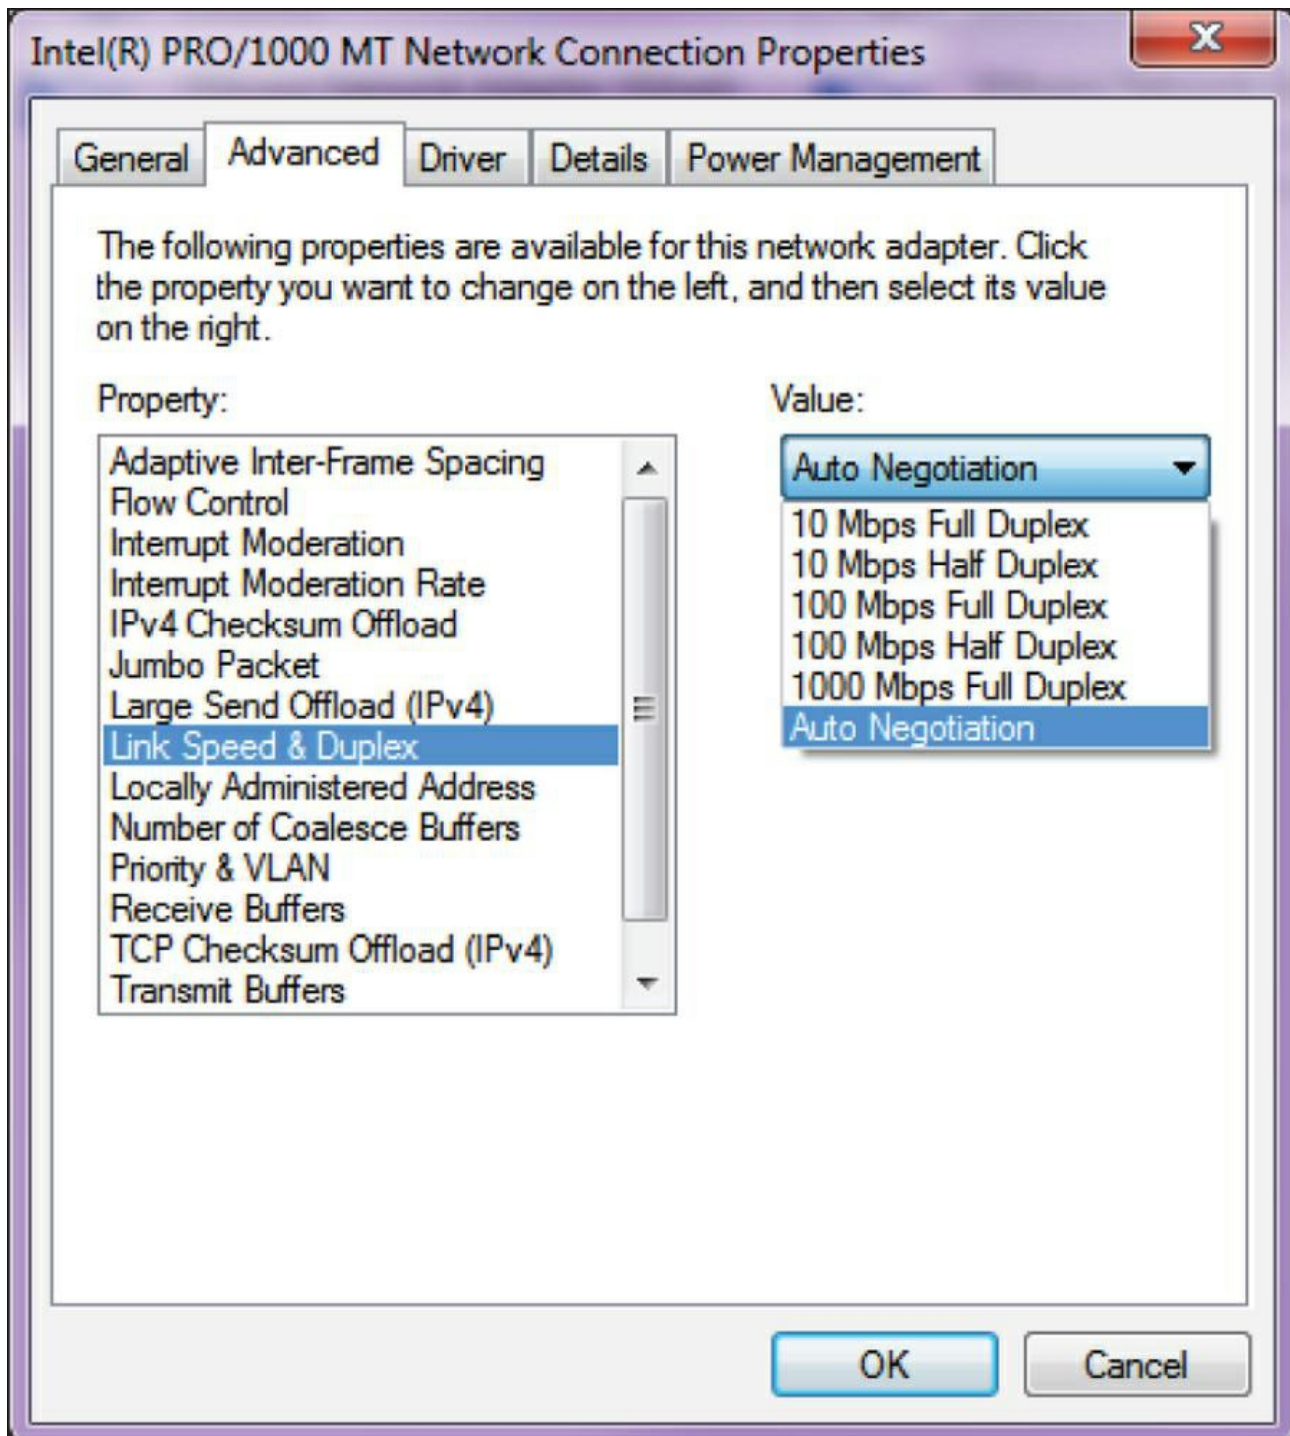 Intel(R) PRO/1000 MT Network Connection Properties
General
Advanced
Driver
Details
Power Management
The following properties are available for this network adapter. Click
the property you want to change on the left, and then select its value
on the right.
Property:
Adaptive Inter-Frame Spacing
Flow Control
Interrupt Moderation
Interrupt Moderation Rate
IPv4 Checksum Offload
Jumbo Packet
Large Send Offload (IPv4)
Link Speed & Duplex
Locally Administered Address
Number of Coalesce Buffers
Priority & VLAN
Receive Buffers
TCP Checksum Offload (IPv4)
Transmit Buffers
Value:
Auto Negotiation
10 Mbps Full Duplex
10 Mbps Half Duplex
100 Mbps Full Duplex
100 Mbps Half Duplex
1000 Mbps Full Duplex
Auto Negotiation
OK
Cancel